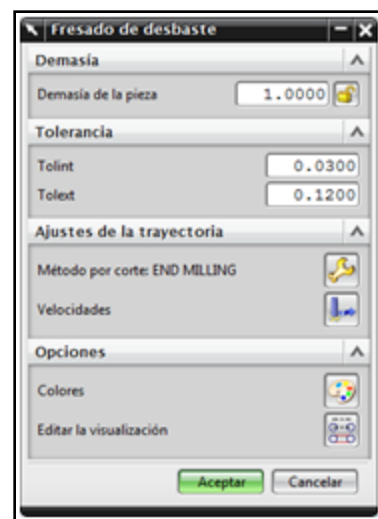 Fresado de desbaste
Demasía
Demasía de la pieza 1.0000
Tolerancia
Tolint 0.0300
Tolext 0.1200
Ajustes de la trayectoria
Método por corte: END MILLING
Velocidades
Opciones
Colores
Editar la visualización
Aceptar Cancelar